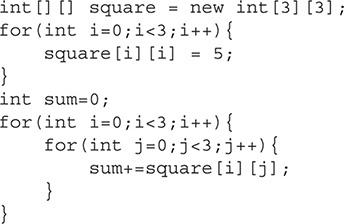 int[][] square = new int[3][3];
for(int i=0;i<3;i++){
    square[i][i] = 5;
}
int sum=0;
for(int i=0;i<3;i++){
    for(int j=0;j<3;j++){
        sum+=square[i][j];
    }
}